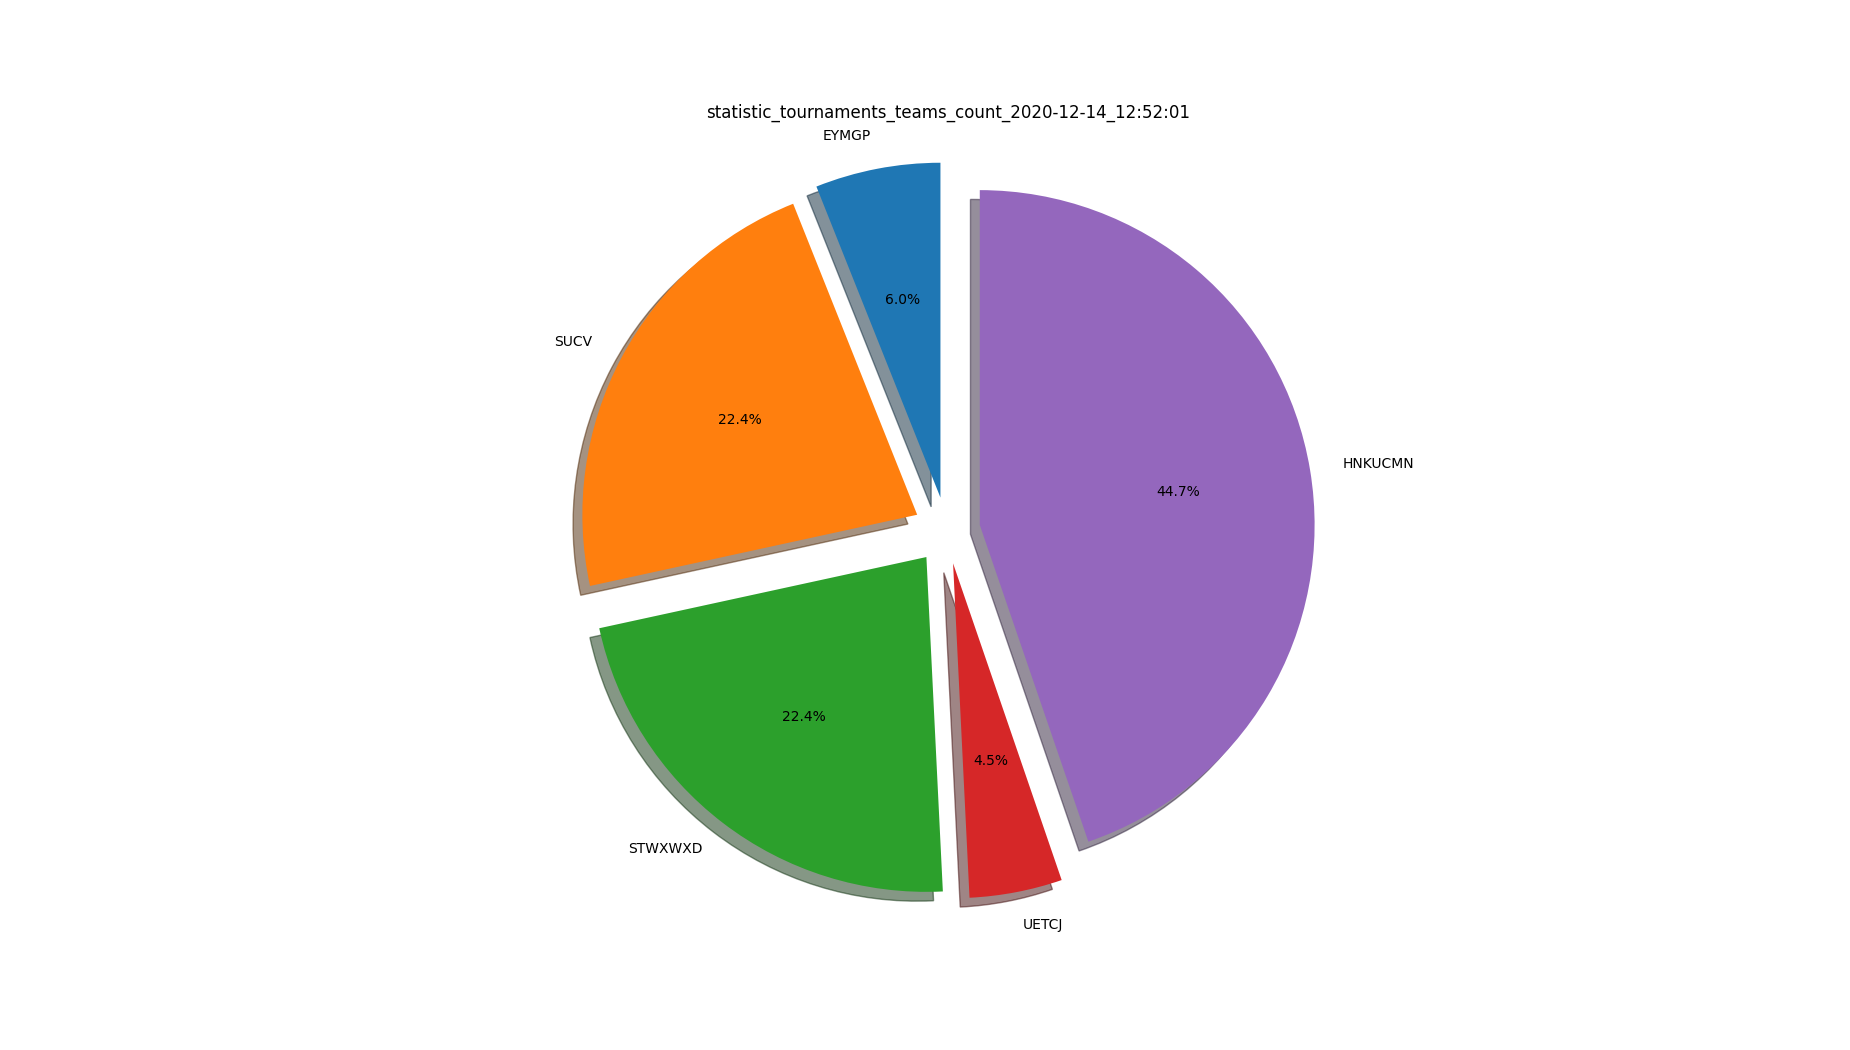 statistic_tournaments_teams_count_2020-12-14_12:52:01
EYMGP
6.0%
SUCV
22.4%
HNKUCMN
44.7%
22.4%
4.5%
STWXWXD
UETCJ